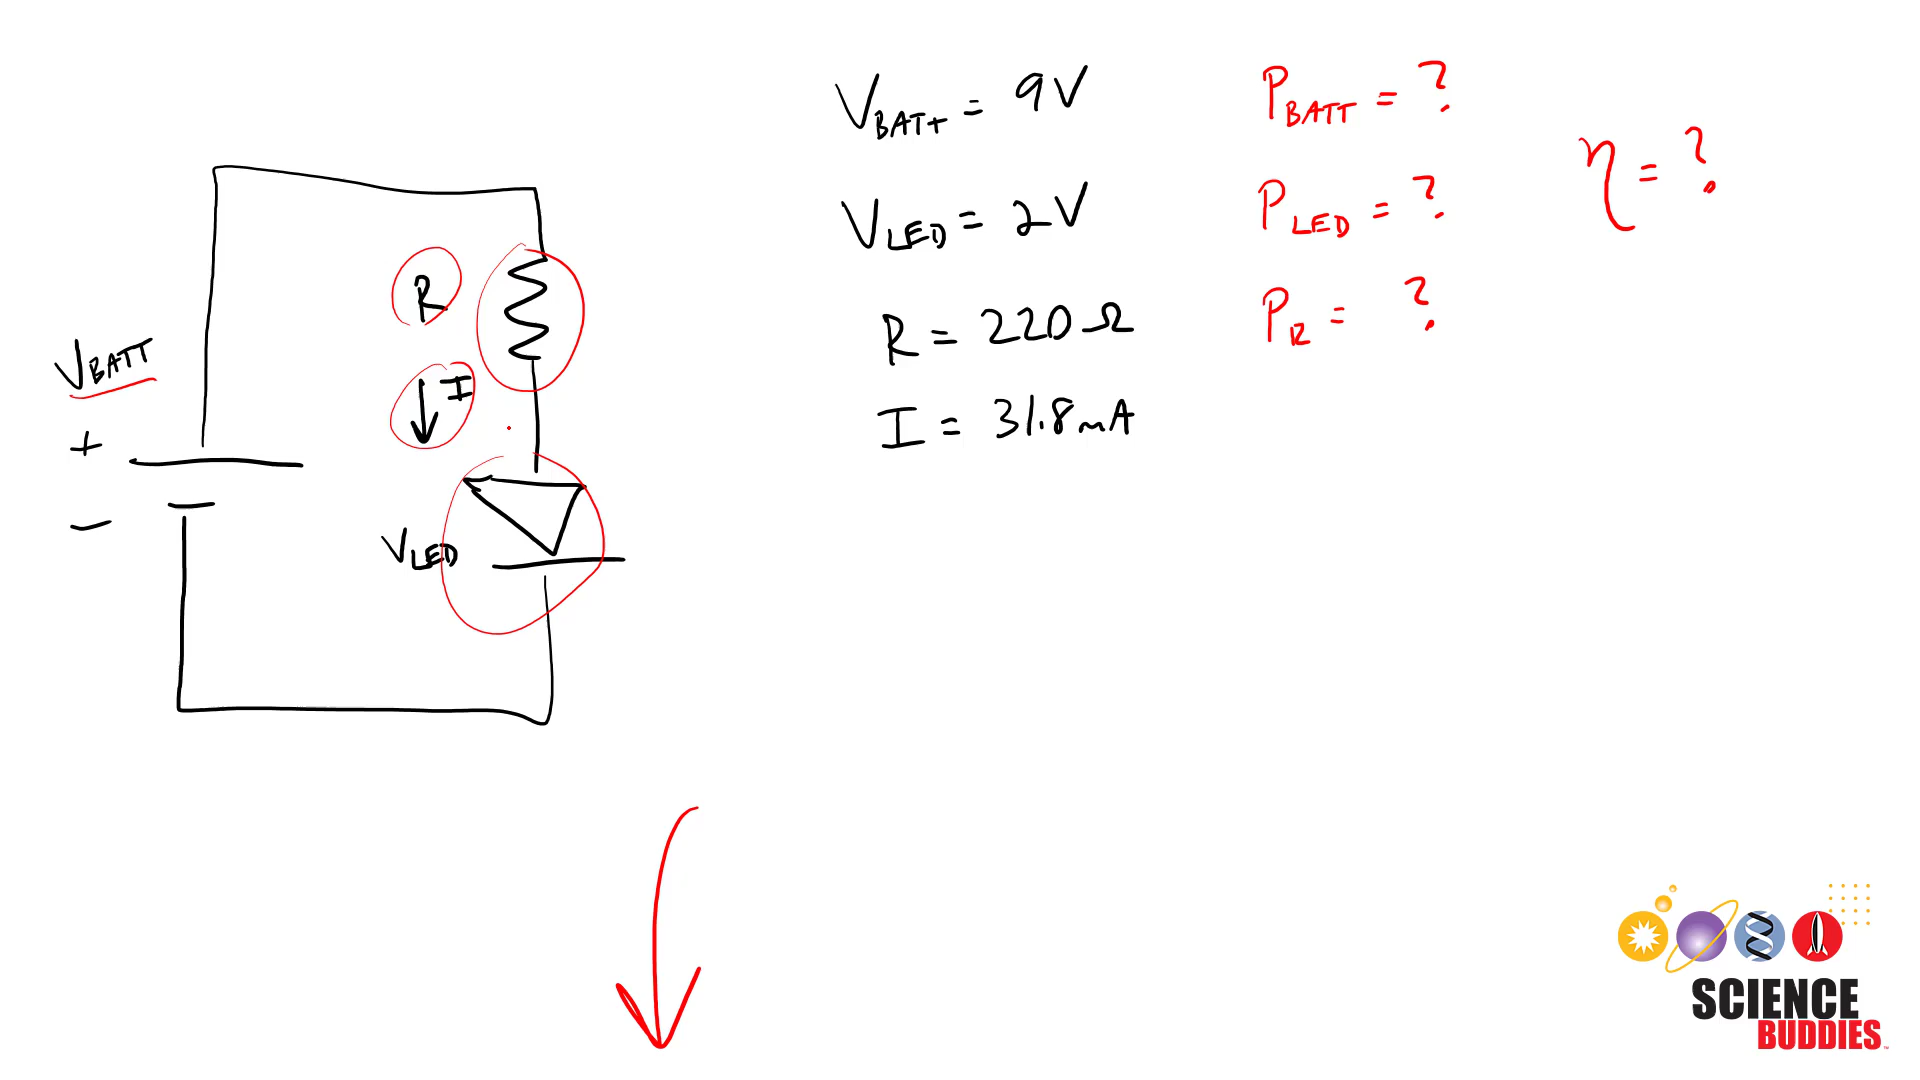 V_BATT = 9V
V_LED = 2V
R = 220Ω
I = 31.8mA
P_BATT = ?
P_LED = ?
P_R = ?
η = ?
R
I
V_BATT
+
−
V_LED
SCIENCE
BUDDIES